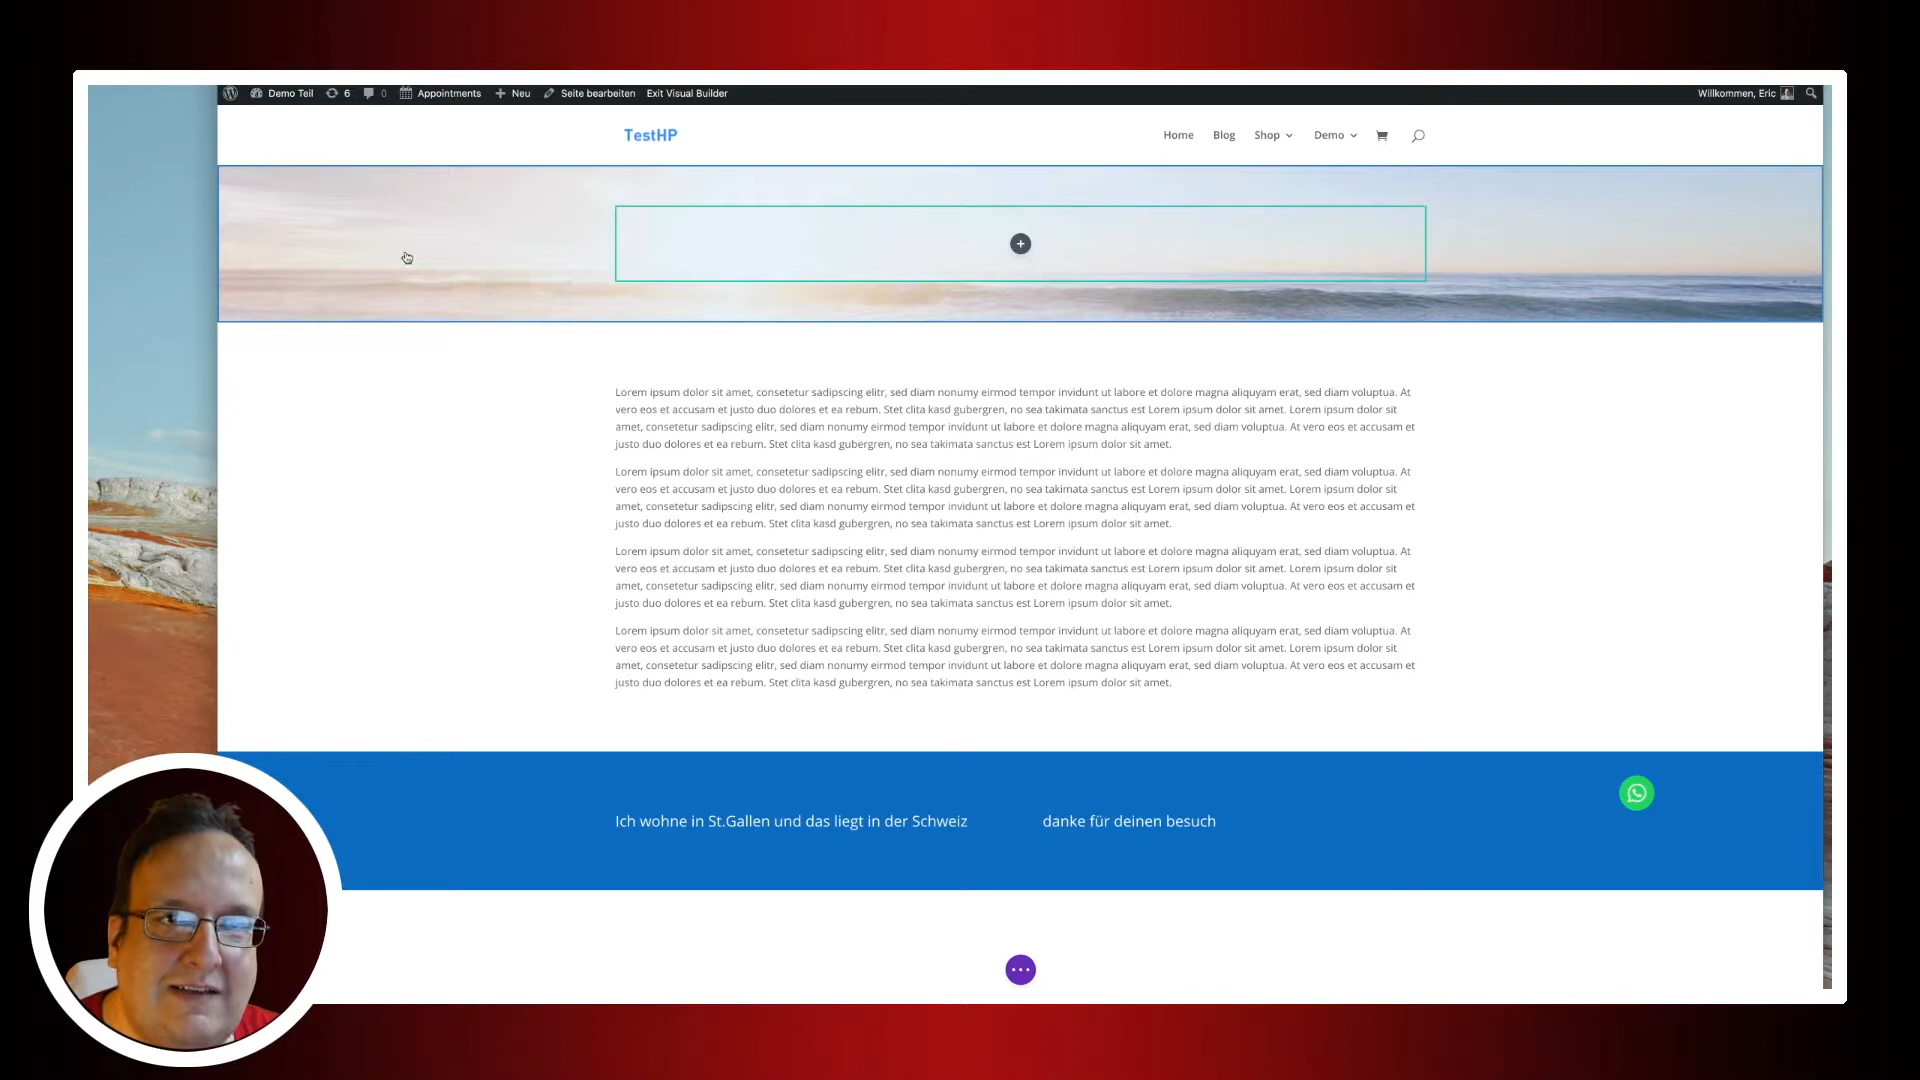 Demo Teil 6 0 Appointments + Neu Seite bearbeiten Exit Visual Builder Willkommen, Eric
TestHP Home Blog Shop Demo
Lorem ipsum dolor sit amet, consetetur sadipscing elitr, sed diam nonumy eirmod tempor invidunt ut labore et dolore magna aliquyam erat, sed diam voluptua. At
vero eos et accusam et justo duo dolores et ea rebum. Stet clita kasd gubergren, no sea takimata sanctus est Lorem ipsum dolor sit amet. Lorem ipsum dolor sit
amet, consetetur sadipscing elitr, sed diam nonumy eirmod tempor invidunt ut labore et dolore magna aliquyam erat, sed diam voluptua. At vero eos et accusam et
justo duo dolores et ea rebum. Stet clita kasd gubergren, no sea takimata sanctus est Lorem ipsum dolor sit amet.
Lorem ipsum dolor sit amet, consetetur sadipscing elitr, sed diam nonumy eirmod tempor invidunt ut labore et dolore magna aliquyam erat, sed diam voluptua. At
vero eos et accusam et justo duo dolores et ea rebum. Stet clita kasd gubergren, no sea takimata sanctus est Lorem ipsum dolor sit amet. Lorem ipsum dolor sit
amet, consetetur sadipscing elitr, sed diam nonumy eirmod tempor invidunt ut labore et dolore magna aliquyam erat, sed diam voluptua. At vero eos et accusam et
justo duo dolores et ea rebum. Stet clita kasd gubergren, no sea takimata sanctus est Lorem ipsum dolor sit amet.
Lorem ipsum dolor sit amet, consetetur sadipscing elitr, sed diam nonumy eirmod tempor invidunt ut labore et dolore magna aliquyam erat, sed diam voluptua. At
vero eos et accusam et justo duo dolores et ea rebum. Stet clita kasd gubergren, no sea takimata sanctus est Lorem ipsum dolor sit amet. Lorem ipsum dolor sit
amet, consetetur sadipscing elitr, sed diam nonumy eirmod tempor invidunt ut labore et dolore magna aliquyam erat, sed diam voluptua. At vero eos et accusam et
justo duo dolores et ea rebum. Stet clita kasd gubergren, no sea takimata sanctus est Lorem ipsum dolor sit amet.
Lorem ipsum dolor sit amet, consetetur sadipscing elitr, sed diam nonumy eirmod tempor invidunt ut labore et dolore magna aliquyam erat, sed diam voluptua. At
vero eos et accusam et justo duo dolores et ea rebum. Stet clita kasd gubergren, no sea takimata sanctus est Lorem ipsum dolor sit amet. Lorem ipsum dolor sit
amet, consetetur sadipscing elitr, sed diam nonumy eirmod tempor invidunt ut labore et dolore magna aliquyam erat, sed diam voluptua. At vero eos et accusam et
justo duo dolores et ea rebum. Stet clita kasd gubergren, no sea takimata sanctus est Lorem ipsum dolor sit amet.
Ich wohne in St.Gallen und das liegt in der Schweiz danke für deinen besuch